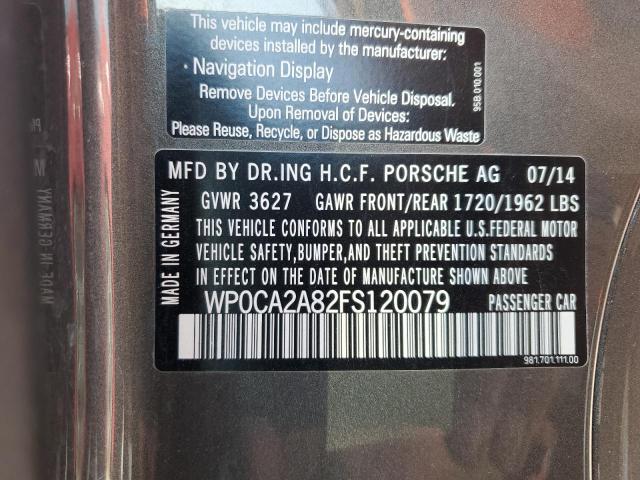 This vehicle may include mercury-containing
devices installed by the manufacturer:
· Navigation Display
Remove Devices Before Vehicle Disposal.
Upon Removal of Devices:
Please Reuse, Recycle, or Dispose as Hazardous Waste
95B.010.001
MFD BY DR.ING H.C.F. PORSCHE AG 07/14
GVWR 3627 GAWR FRONT/REAR 1720/1962 LBS
THIS VEHICLE CONFORMS TO ALL APPLICABLE U.S.FEDERAL MOTOR
VEHICLE SAFETY,BUMPER,AND THEFT PREVENTION STANDARDS
IN EFFECT ON THE DATE OF MANUFACTURE SHOWN ABOVE.
WP0CA2A82FS120079 PASSENGER CAR
MADE IN GERMANY
981.701.111.00
MADE-IN-GERMANY